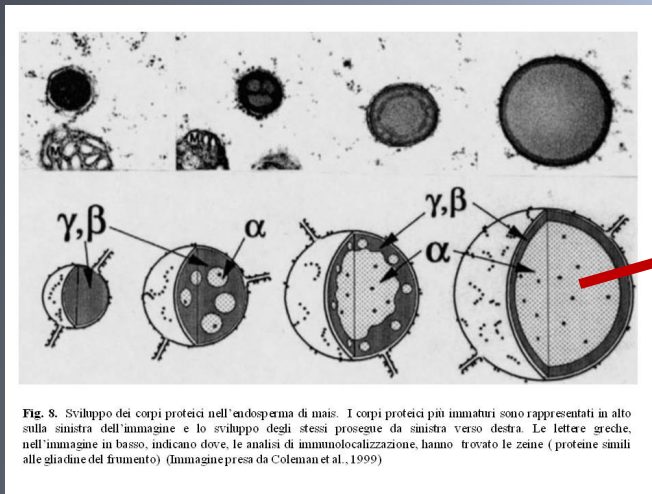 M
M
γ,β
γ,β
α
γ,β
α
Fig. 8. Sviluppo dei corpi proteici nell'endosperma di mais. I corpi proteici più immaturi sono rappresentati in alto
sulla sinistra dell'immagine e lo sviluppo degli stessi prosegue da sinistra verso destra. Le lettere greche,
nell'immagine in basso, indicano dove, le analisi di immunolocalizzazione, hanno trovato le zeine ( proteine simili
alle gliadine del frumento) (Immagine presa da Coleman et al., 1999)